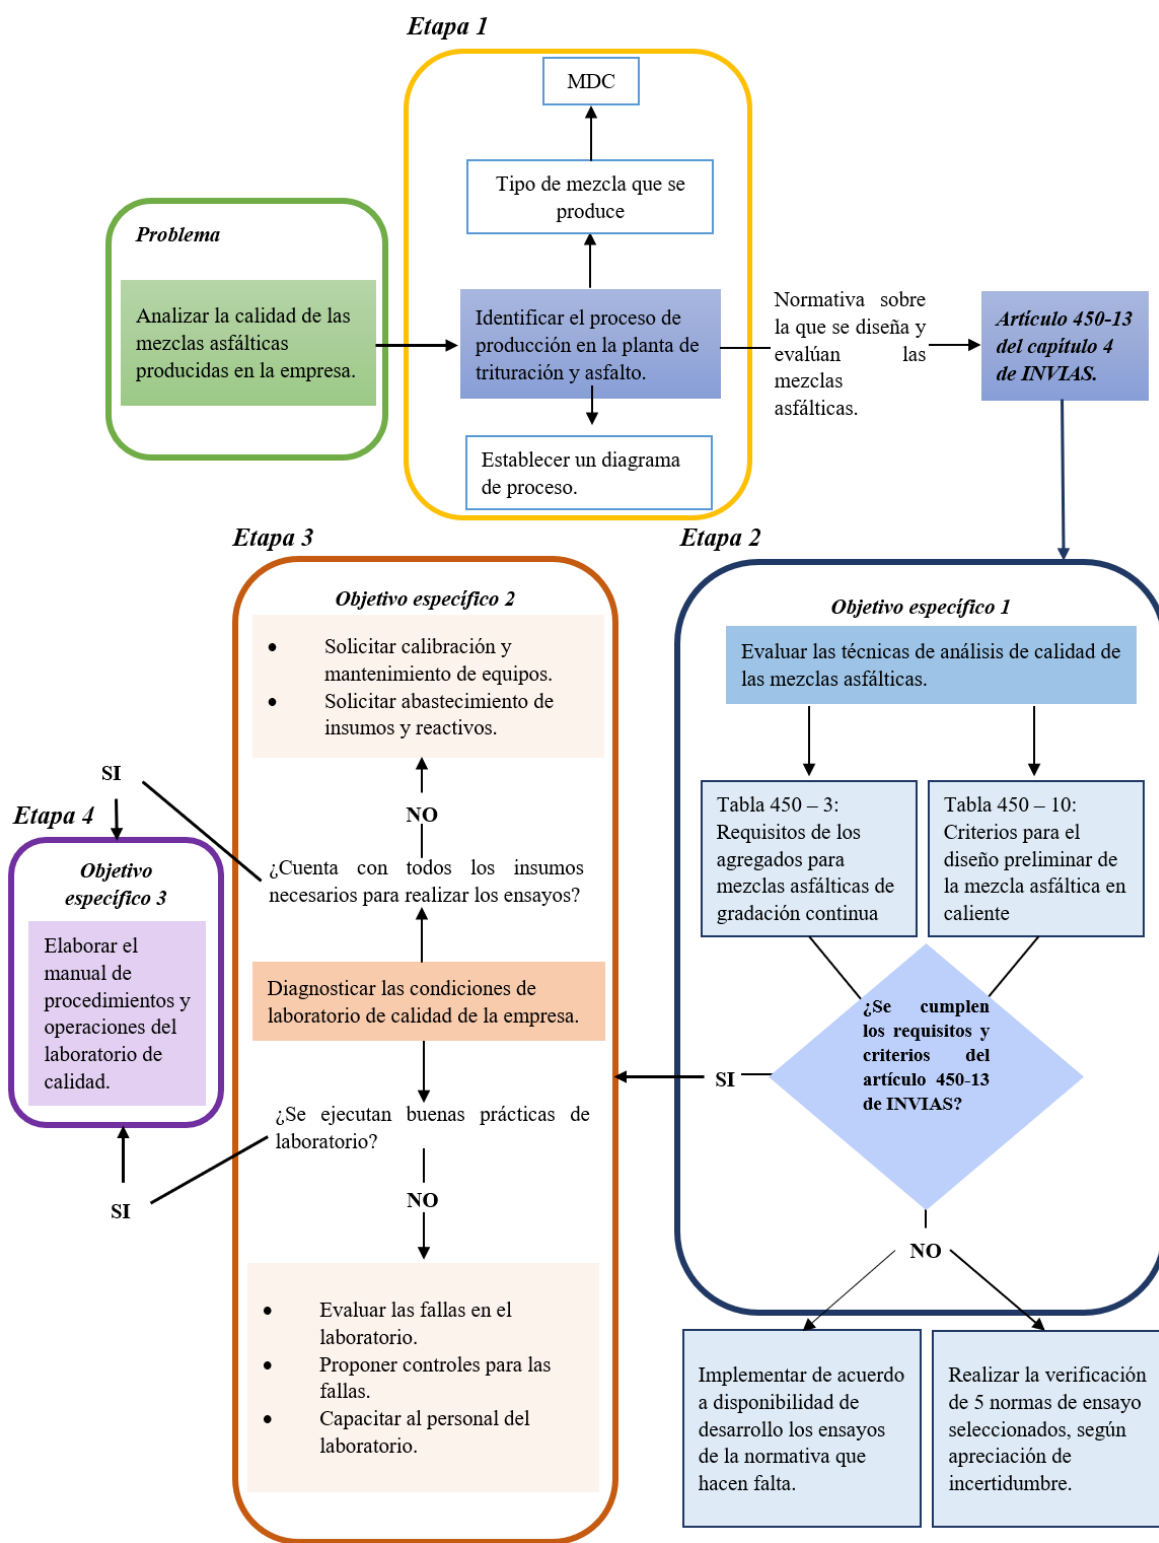 Etapa 1
MDC
Tipo de mezcla que se
produce
Problema
Analizar la calidad de las
mezclas asfálticas
producidas en la empresa.
Identificar el proceso de
producción en la planta de
trituración y asfalto.
Normativa sobre
la que se diseña y
evalúan las
mezclas
asfálticas.
Artículo 450-13
del capítulo 4
de INVIAS.
Establecer un diagrama
de proceso.
Etapa 2
Objetivo específico 1
Evaluar las técnicas de análisis de calidad de
las mezclas asfálticas.
Tabla 450 – 3:
Requisitos de los
agregados para
mezclas asfálticas de
gradación continua
Tabla 450 – 10:
Criterios para el
diseño preliminar de
la mezcla asfáltica en
caliente
¿Se cumplen
los requisitos y
criterios del
artículo 450-13
de INVIAS?
SI
NO
Implementar de acuerdo
a disponibilidad de
desarrollo los ensayos
de la normativa que
hacen falta.
Realizar la verificación
de 5 normas de ensayo
seleccionados, según
apreciación de
incertidumbre.
Etapa 3
Objetivo específico 2
• Solicitar calibración y
mantenimiento de equipos.
• Solicitar abastecimiento de
insumos y reactivos.
NO
¿Cuenta con todos los insumos
necesarios para realizar los ensayos?
Diagnosticar las condiciones de
laboratorio de calidad de la empresa.
¿Se ejecutan buenas prácticas de
laboratorio?
NO
• Evaluar las fallas en el
laboratorio.
• Proponer controles para las
fallas.
• Capacitar al personal del
laboratorio.
SI
Etapa 4
Objetivo
específico 3
Elaborar el
manual de
procedimientos y
operaciones del
laboratorio de
calidad.
SI